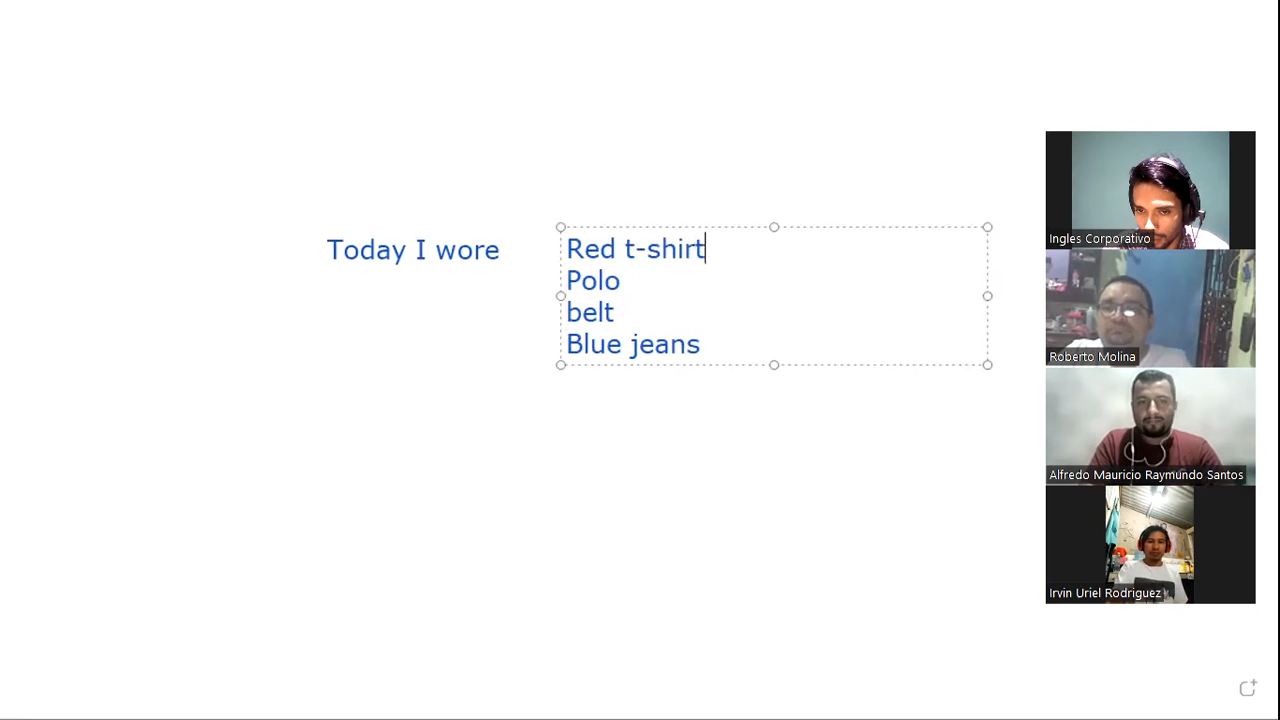 Today I wore
Red t-shirt
Polo
belt
Blue jeans
Ingles Corporativo
Roberto Molina
Alfredo Mauricio Raymundo Santos
Irvin Uriel Rodriguez